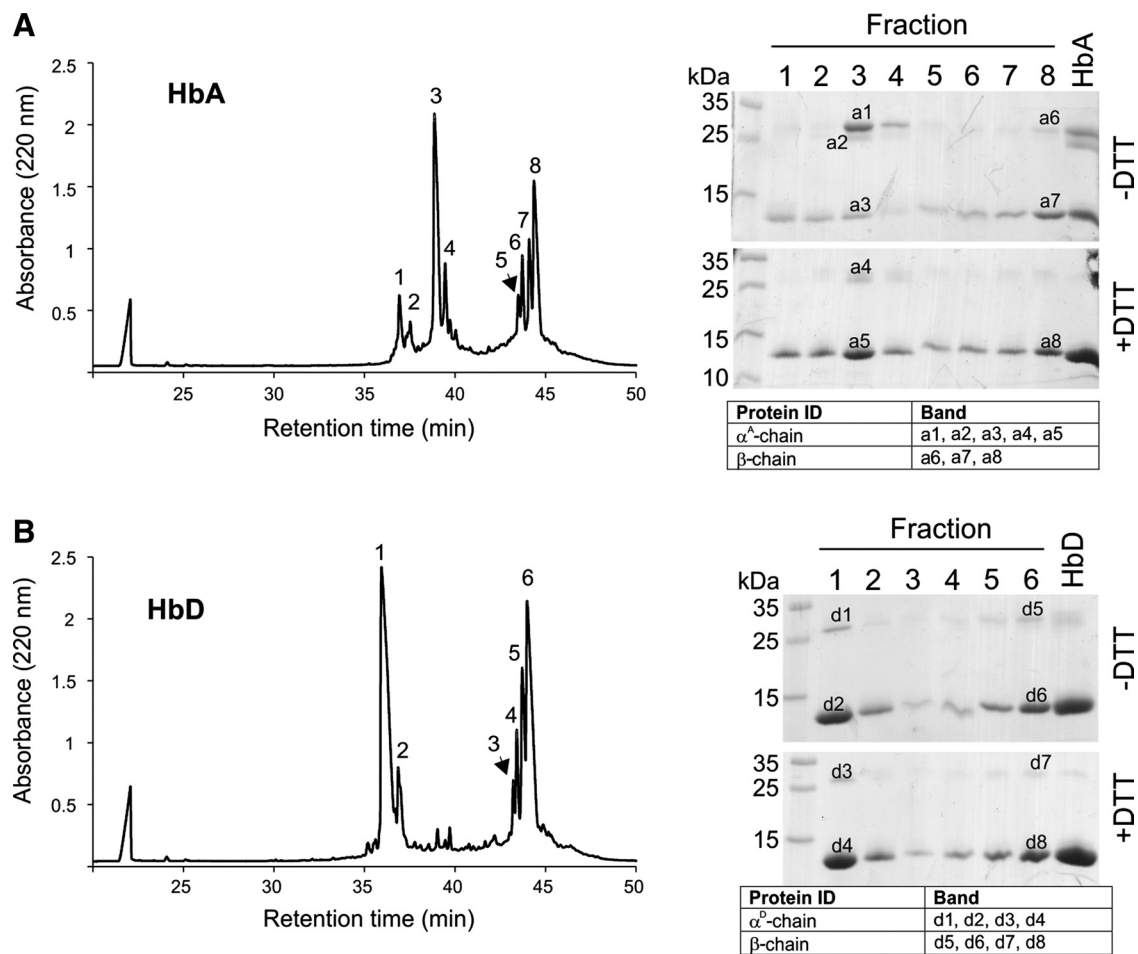 A
HbA
Absorbance (220 nm)
2.5
2
1.5
1
0.5
1
2
3
4
5
6
7
8
25
35
40
45
50
Retention time (min)
Fraction
kDa
1 2 3 4 5 6 7 8 HbA
35
25
15
a1
a2
a3
a6
a7
-DTT
35
25
15
10
a4
a5
a8
+DTT
Protein ID Band
αᴬ-chain a1, a2, a3, a4, a5
β-chain a6, a7, a8
B
HbD
Absorbance (220 nm)
2.5
2
1.5
1
0.5
1
2
3
4
5
6
25
35
40
45
50
Retention time (min)
Fraction
kDa
1 2 3 4 5 6 HbD
35
25
15
d1
d2
d5
d6
-DTT
35
25
15
d3
d4
d7
d8
+DTT
Protein ID Band
αᴰ-chain d1, d2, d3, d4
β-chain d5, d6, d7, d8